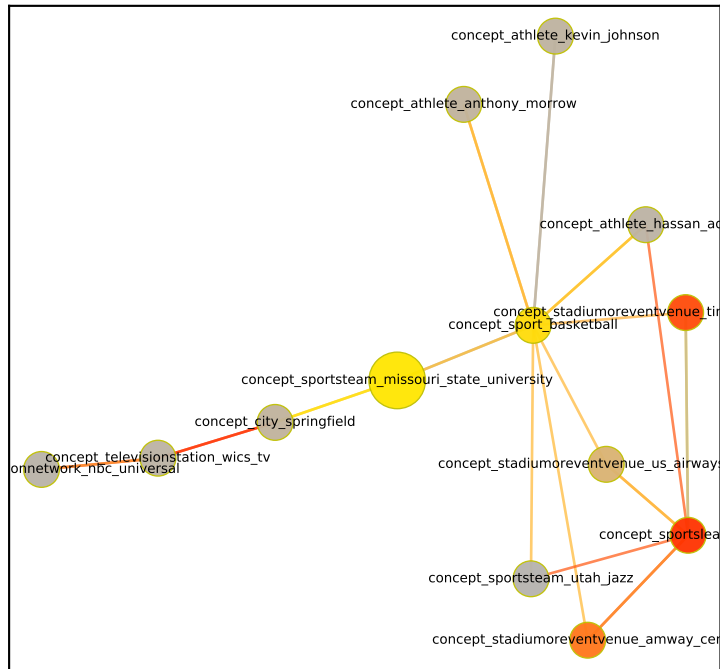 concept_athlete_kevin_johnson
concept_athlete_anthony_morrow
concept_athlete_hassan_ad
concept_stadiumoreventvenue_tin
concept_sport_basketball
concept_sportsteam_missouri_state_university
concept_city_springfield
concept_televisionstation_wics_tv
onnetwork_nbc_universal
concept_stadiumoreventvenue_us_airways
concept_sportslea
concept_sportsteam_utah_jazz
concept_stadiumoreventvenue_amway_cen